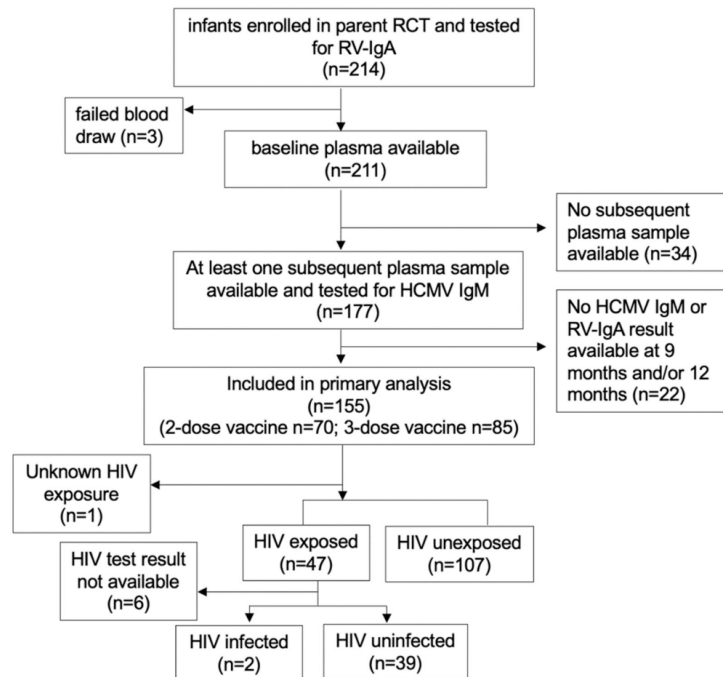 infants enrolled in parent RCT and tested
for RV-IgA
(n=214)
failed blood
draw (n=3)
baseline plasma available
(n=211)
No subsequent
plasma sample
available (n=34)
At least one subsequent plasma sample
available and tested for HCMV IgM
(n=177)
No HCMV IgM or
RV-IgA result
available at 9
months and/or 12
months (n=22)
Included in primary analysis
(n=155)
(2-dose vaccine n=70; 3-dose vaccine n=85)
Unknown HIV
exposure
(n=1)
HIV exposed
(n=47)
HIV unexposed
(n=107)
HIV test result
not available
(n=6)
HIV infected
(n=2)
HIV uninfected
(n=39)